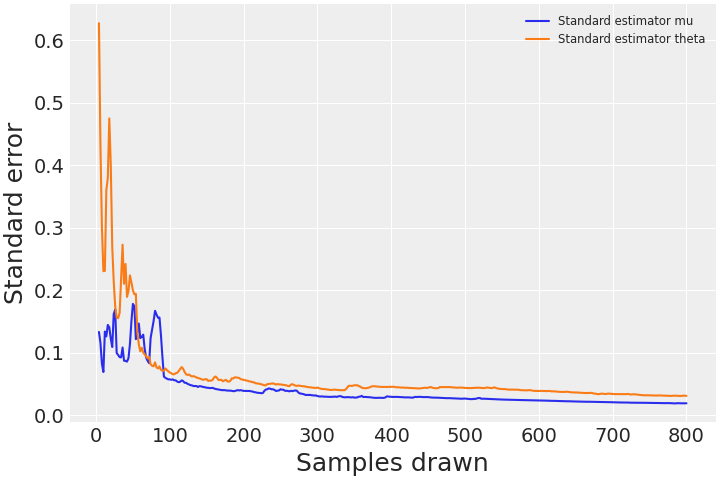 Standard estimator mu
Standard estimator theta
0.6
0.5
0.4
0.3
0.2
0.1
0.0
Standard error
0 100 200 300 400 500 600 700 800
Samples drawn